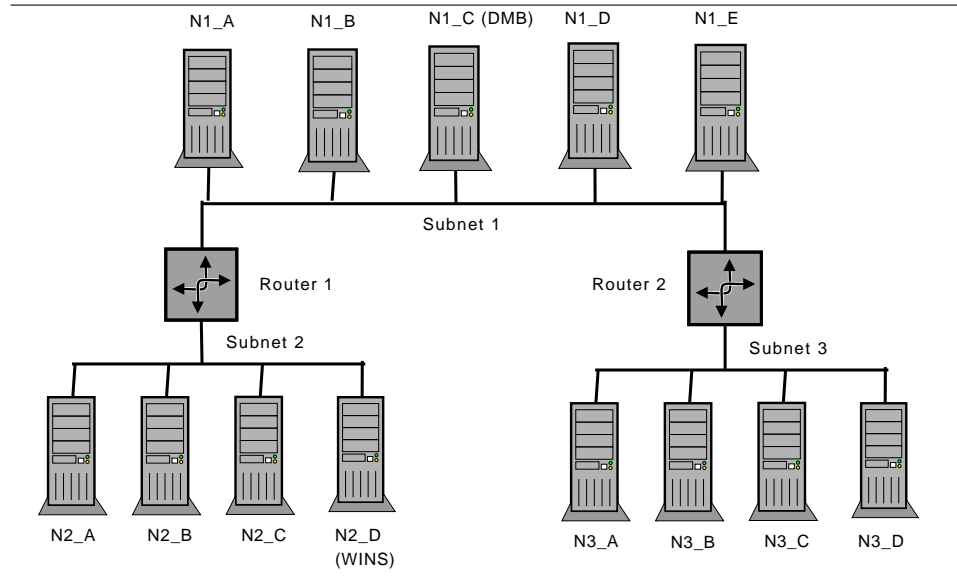 N1_A
N1_B
N1_C (DMB)
N1_D
N1_E
Subnet 1
Router 1
Router 2
Subnet 2
Subnet 3
N2_A
N2_B
N2_C
N2_D
(WINS)
N3_A
N3_B
N3_C
N3_D